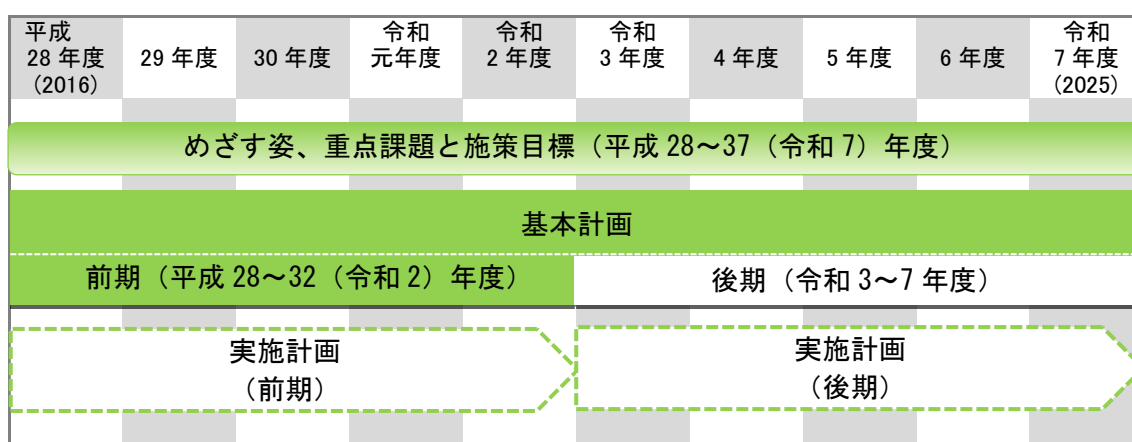 平成
28 年度
(2016)
29 年度
30 年度
令和
元年度
令和
2 年度
令和
3 年度
4 年度
5 年度
6 年度
令和
7 年度
(2025)
めざす姿、重点課題と施策目標（平成 28～37（令和 7）年度）
基本計画
前期（平成 28～32（令和 2）年度）
後期（令和 3～7 年度）
実施計画
（前期）
実施計画
（後期）